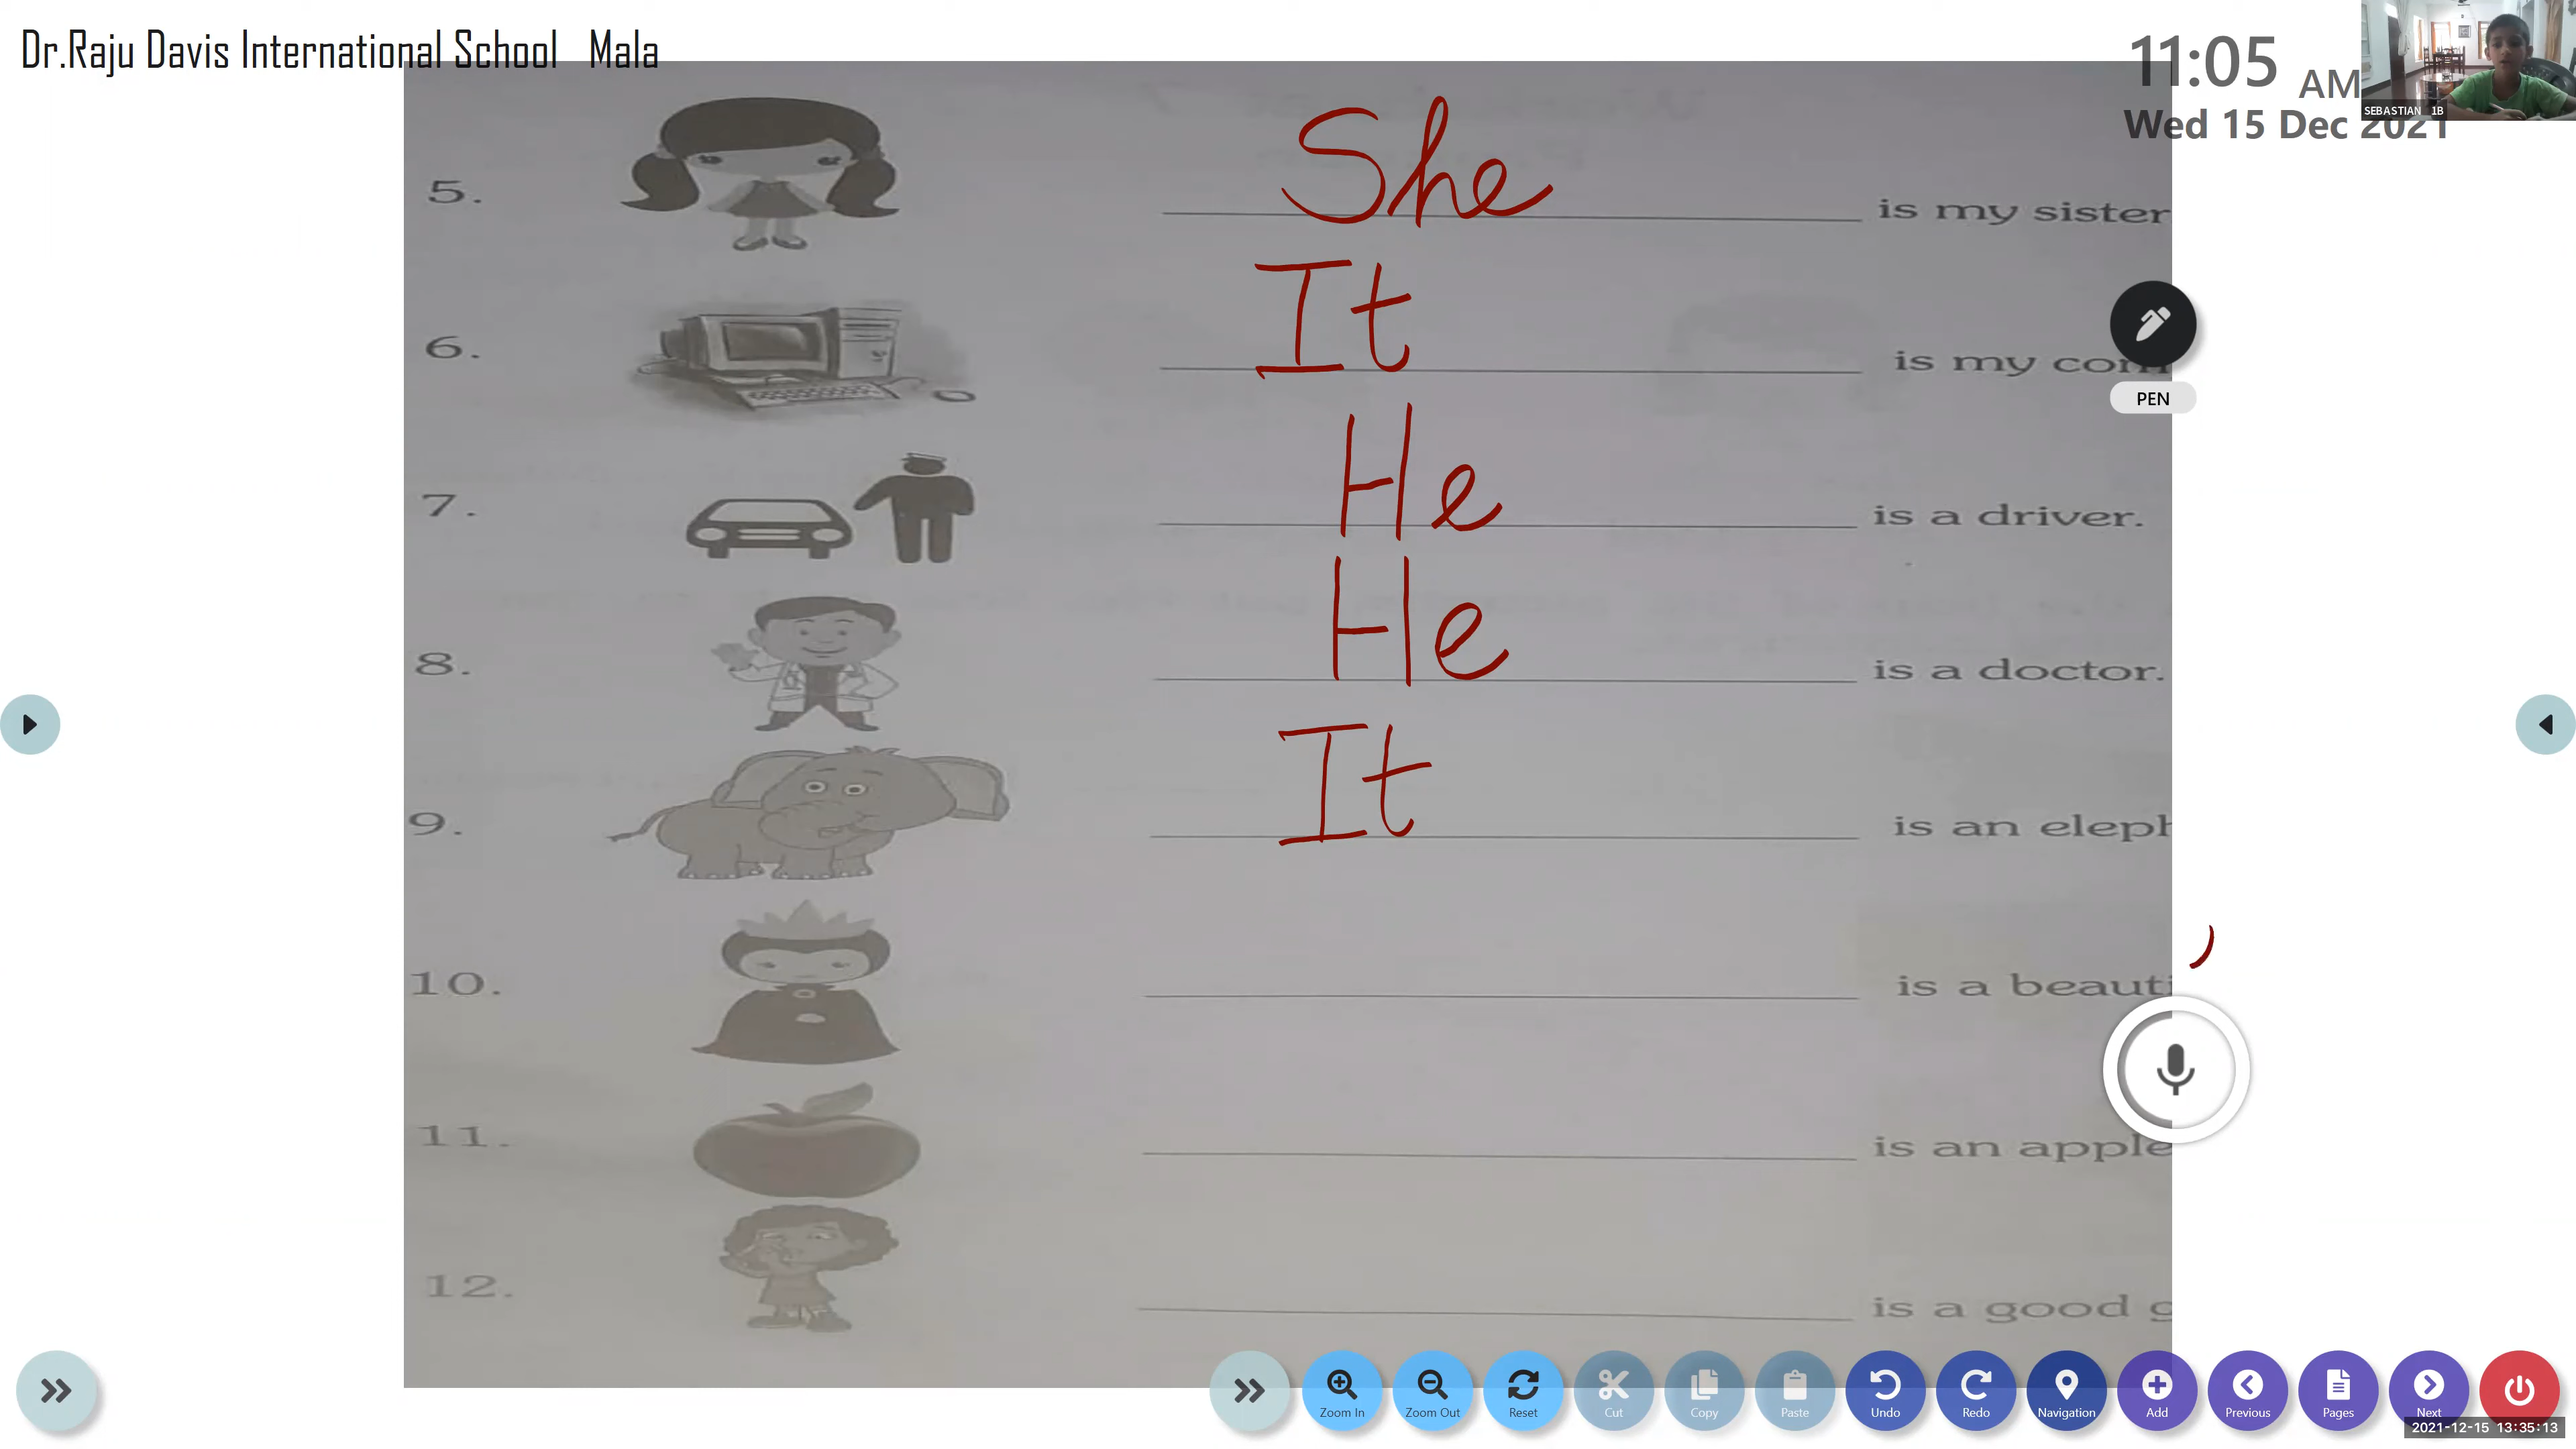 Dr.Raju Davis International School Mala
11:05 AM
Wed 15 Dec 2021
SEBASTIAN 1B
5. She is my sister
6. It is my
PEN
7. He is a driver.
8. He is a doctor.
9. It is an
10. is a
11. is an apple
12. is a good
Zoom In Zoom Out Reset Cut Copy Paste Undo Redo Navigation Add Previous Pages Next
2021-12-15 13:35:13